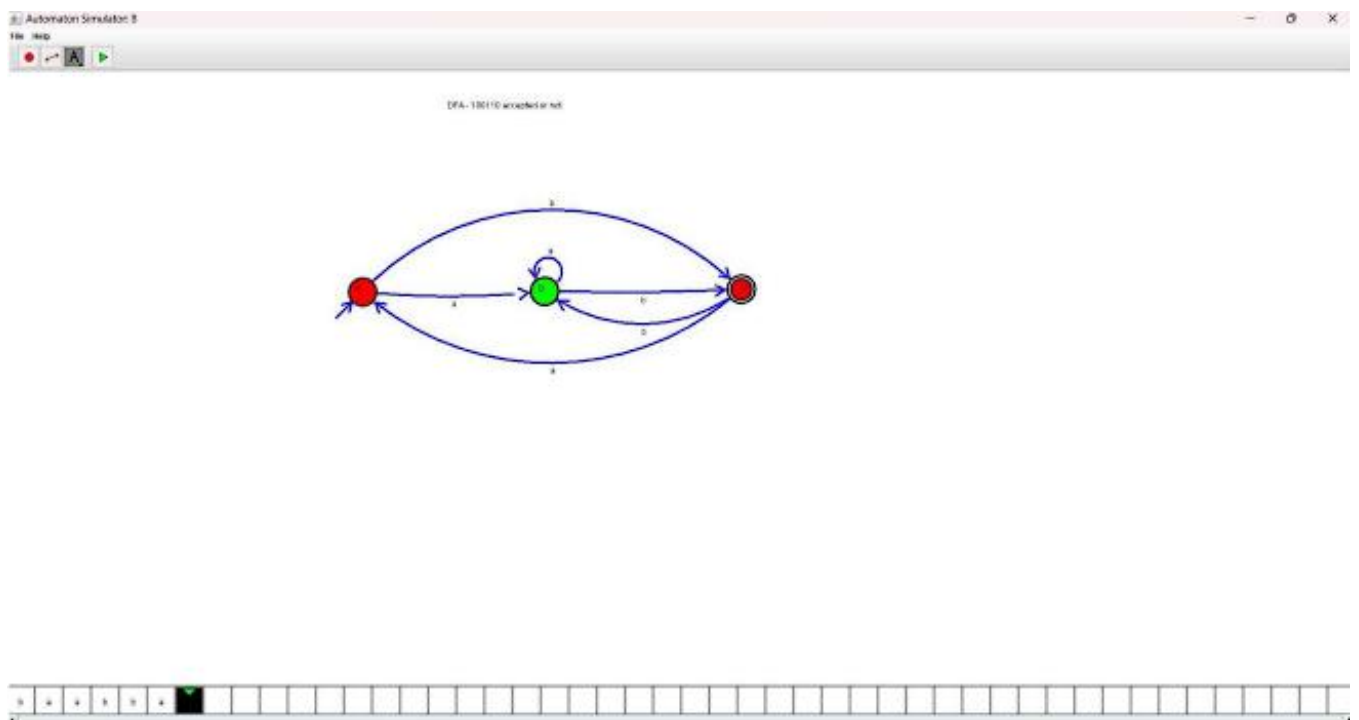 Automaton Simulator: 8
File Help
A
DFA - 100110 accepted or not
b
a
a
b
b
a
b a a b b a